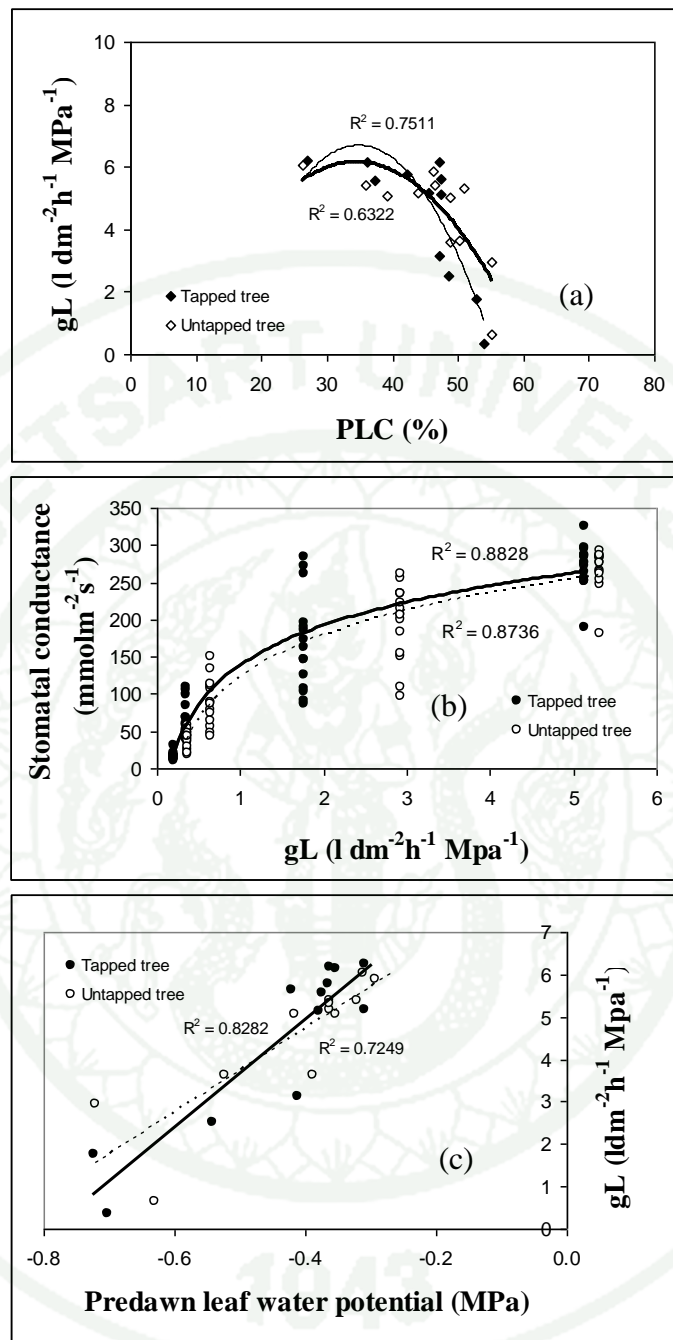 gL (l dm⁻²h⁻¹ MPa⁻¹)
10
8
6
4
2
0
R² = 0.7511
R² = 0.6322
Tapped tree
Untapped tree
(a)
0 10 20 30 40 50 60 70 80
PLC (%)
Stomatal conductance
(mmolm⁻²s⁻¹)
350
300
250
200
150
100
50
0
R² = 0.8828
R² = 0.8736
(b)
Tapped tree
Untapped tree
0 1 2 3 4 5 6
gL (l dm⁻²h⁻¹ Mpa⁻¹)
Tapped tree
Untapped tree
R² = 0.8282
R² = 0.7249
(c)
7
6
5
4
3
2
1
0
gL (ldm⁻²h⁻¹ Mpa⁻¹)
-0.8 -0.6 -0.4 -0.2 0.0
Predawn leaf water potential (MPa)
ETSART UNIVER
1943